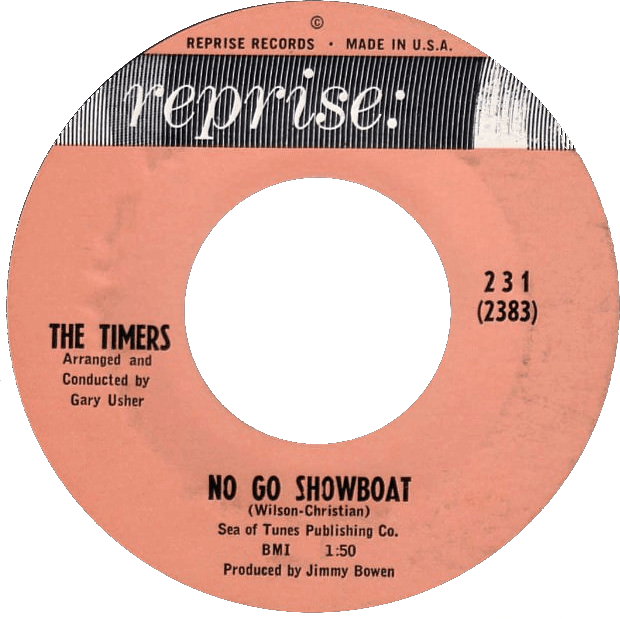 ©
REPRISE RECORDS · MADE IN U.S.A.
reprise:
231
(2383)
THE TIMERS
Arranged and
Conducted by
Gary Usher
NO GO SHOWBOAT
(Wilson-Christian)
Sea of Tunes Publishing Co.
BMI 1:50
Produced by Jimmy Bowen